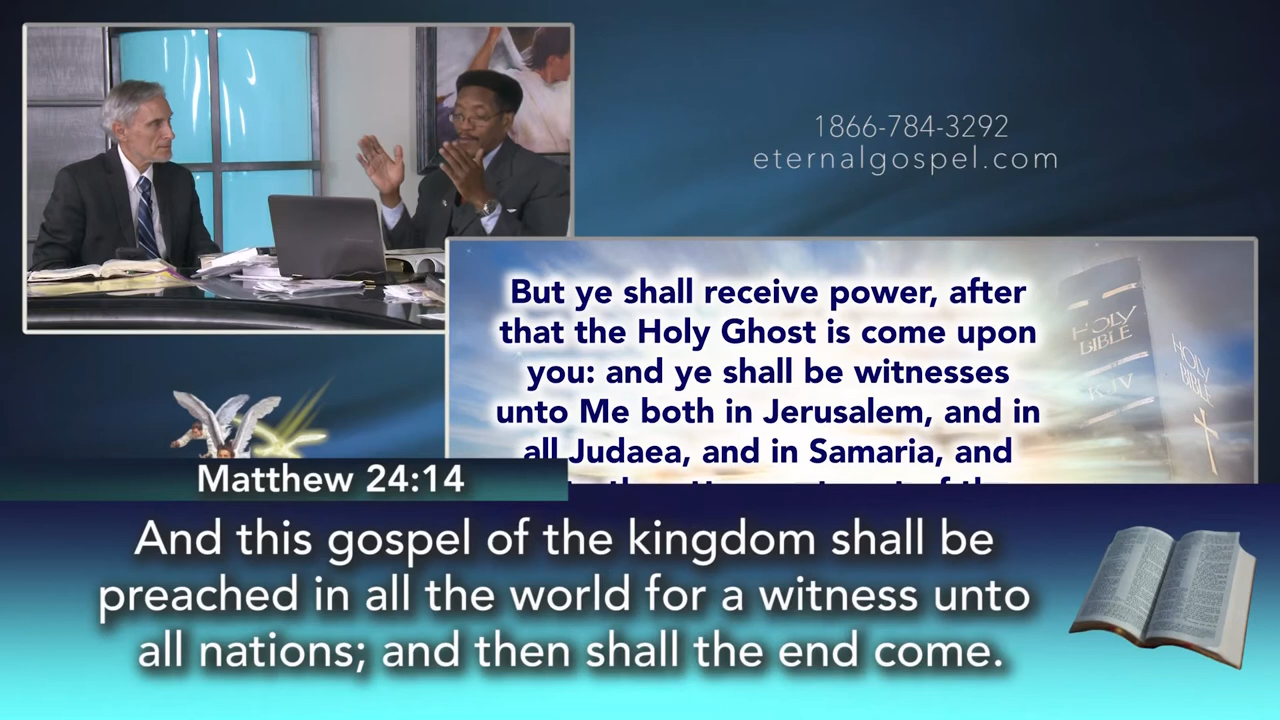 1866-784-3292
eternalgospel.com
But ye shall receive power, after
that the Holy Ghost is come upon
you: and ye shall be witnesses
unto Me both in Jerusalem, and in
all Judaea, and in Samaria, and
HOLY
BIBLE
KJV
HOLY
BIBLE
Matthew 24:14
And this gospel of the kingdom shall be
preached in all the world for a witness unto
all nations; and then shall the end come.